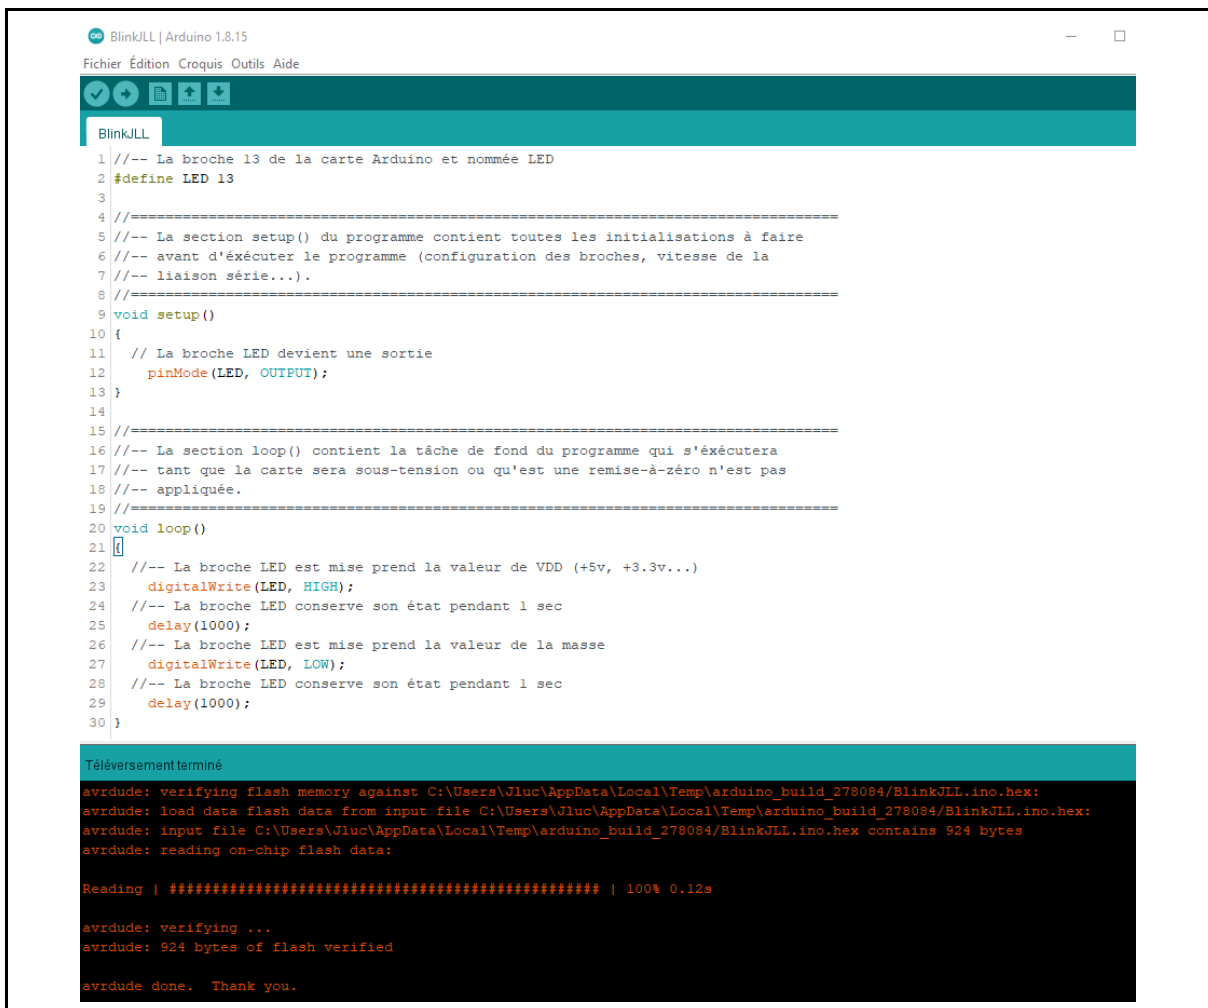 BlinkJLL | Arduino 1.8.15
Fichier Édition Croquis Outils Aide
BlinkJLL
1 //-- La broche 13 de la carte Arduino et nommée LED
2 #define LED 13
3
4 //==================================================================================
5 //-- La section setup() du programme contient toutes les initialisations à faire
6 //-- avant d'éxécuter le programme (configuration des broches, vitesse de la
7 //-- liaison série...).
8 //==================================================================================
9 void setup()
10 {
11 // La broche LED devient une sortie
12 pinMode(LED, OUTPUT);
13 }
14
15 //==================================================================================
16 //-- La section loop() contient la tâche de fond du programme qui s'éxécutera
17 //-- tant que la carte sera sous-tension ou qu'est une remise-à-zéro n'est pas
18 //-- appliquée.
19 //==================================================================================
20 void loop()
21 {
22 //-- La broche LED est mise prend la valeur de VDD (+5v, +3.3v...)
23 digitalWrite(LED, HIGH);
24 //-- La broche LED conserve son état pendant 1 sec
25 delay(1000);
26 //-- La broche LED est mise prend la valeur de la masse
27 digitalWrite(LED, LOW);
28 //-- La broche LED conserve son état pendant 1 sec
29 delay(1000);
30 }
Téléversement terminé
avrdude: verifying flash memory against C:\Users\Jluc\AppData\Local\Temp\arduino_build_278084/BlinkJLL.ino.hex:
avrdude: load data flash data from input file C:\Users\Jluc\AppData\Local\Temp\arduino_build_278084/BlinkJLL.ino.hex:
avrdude: input file C:\Users\Jluc\AppData\Local\Temp\arduino_build_278084/BlinkJLL.ino.hex contains 924 bytes
avrdude: reading on-chip flash data:
Reading | ################################################## | 100% 0.12s
avrdude: verifying ...
avrdude: 924 bytes of flash verified
avrdude done.  Thank you.